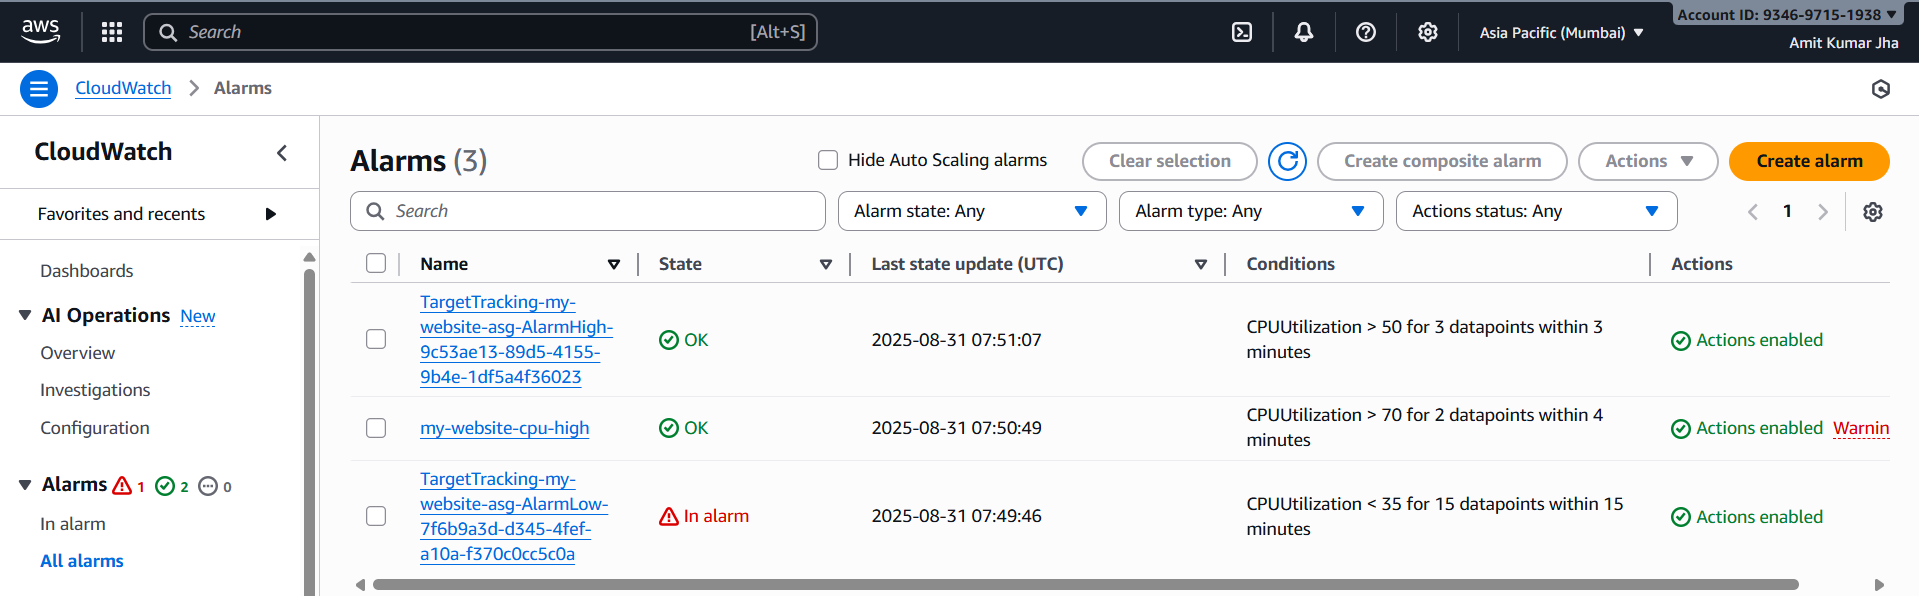 aws
Search
[Alt+S]
Asia Pacific (Mumbai)
Account ID: 9346-9715-1938
Amit Kumar Jha
CloudWatch
Alarms
CloudWatch
Favorites and recents
Dashboards
AI Operations New
Overview
Investigations
Configuration
Alarms 1 2 0
In alarm
All alarms
Alarms (3)
Hide Auto Scaling alarms
Clear selection
Create composite alarm
Actions
Create alarm
Search
Alarm state: Any
Alarm type: Any
Actions status: Any
1
Name
State
Last state update (UTC)
Conditions
Actions
TargetTracking-my-
website-asg-AlarmHigh-
9c53ae13-89d5-4155-
9b4e-1df5a4f36023
OK
2025-08-31 07:51:07
CPUUtilization > 50 for 3 datapoints within 3
minutes
Actions enabled
my-website-cpu-high
OK
2025-08-31 07:50:49
CPUUtilization > 70 for 2 datapoints within 4
minutes
Actions enabled Warnin
TargetTracking-my-
website-asg-AlarmLow-
7f6b9a3d-d345-4fef-
a10a-f370c0cc5c0a
In alarm
2025-08-31 07:49:46
CPUUtilization < 35 for 15 datapoints within 15
minutes
Actions enabled